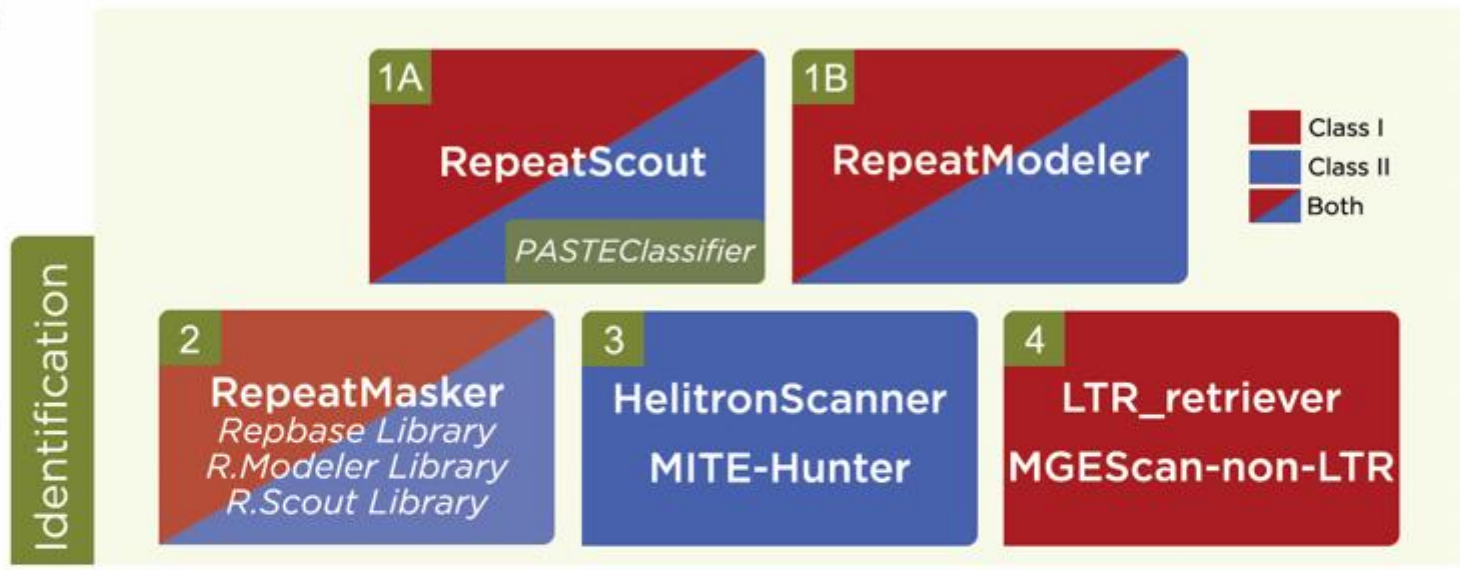 1A
RepeatScout
PASTEClassifier
1B
RepeatModeler
Class I
Class II
Both
Identification
2
RepeatMasker
Repbase Library
R.Modeler Library
R.Scout Library
3
HelitronScanner
MITE-Hunter
4
LTR_retriever
MGEScan-non-LTR